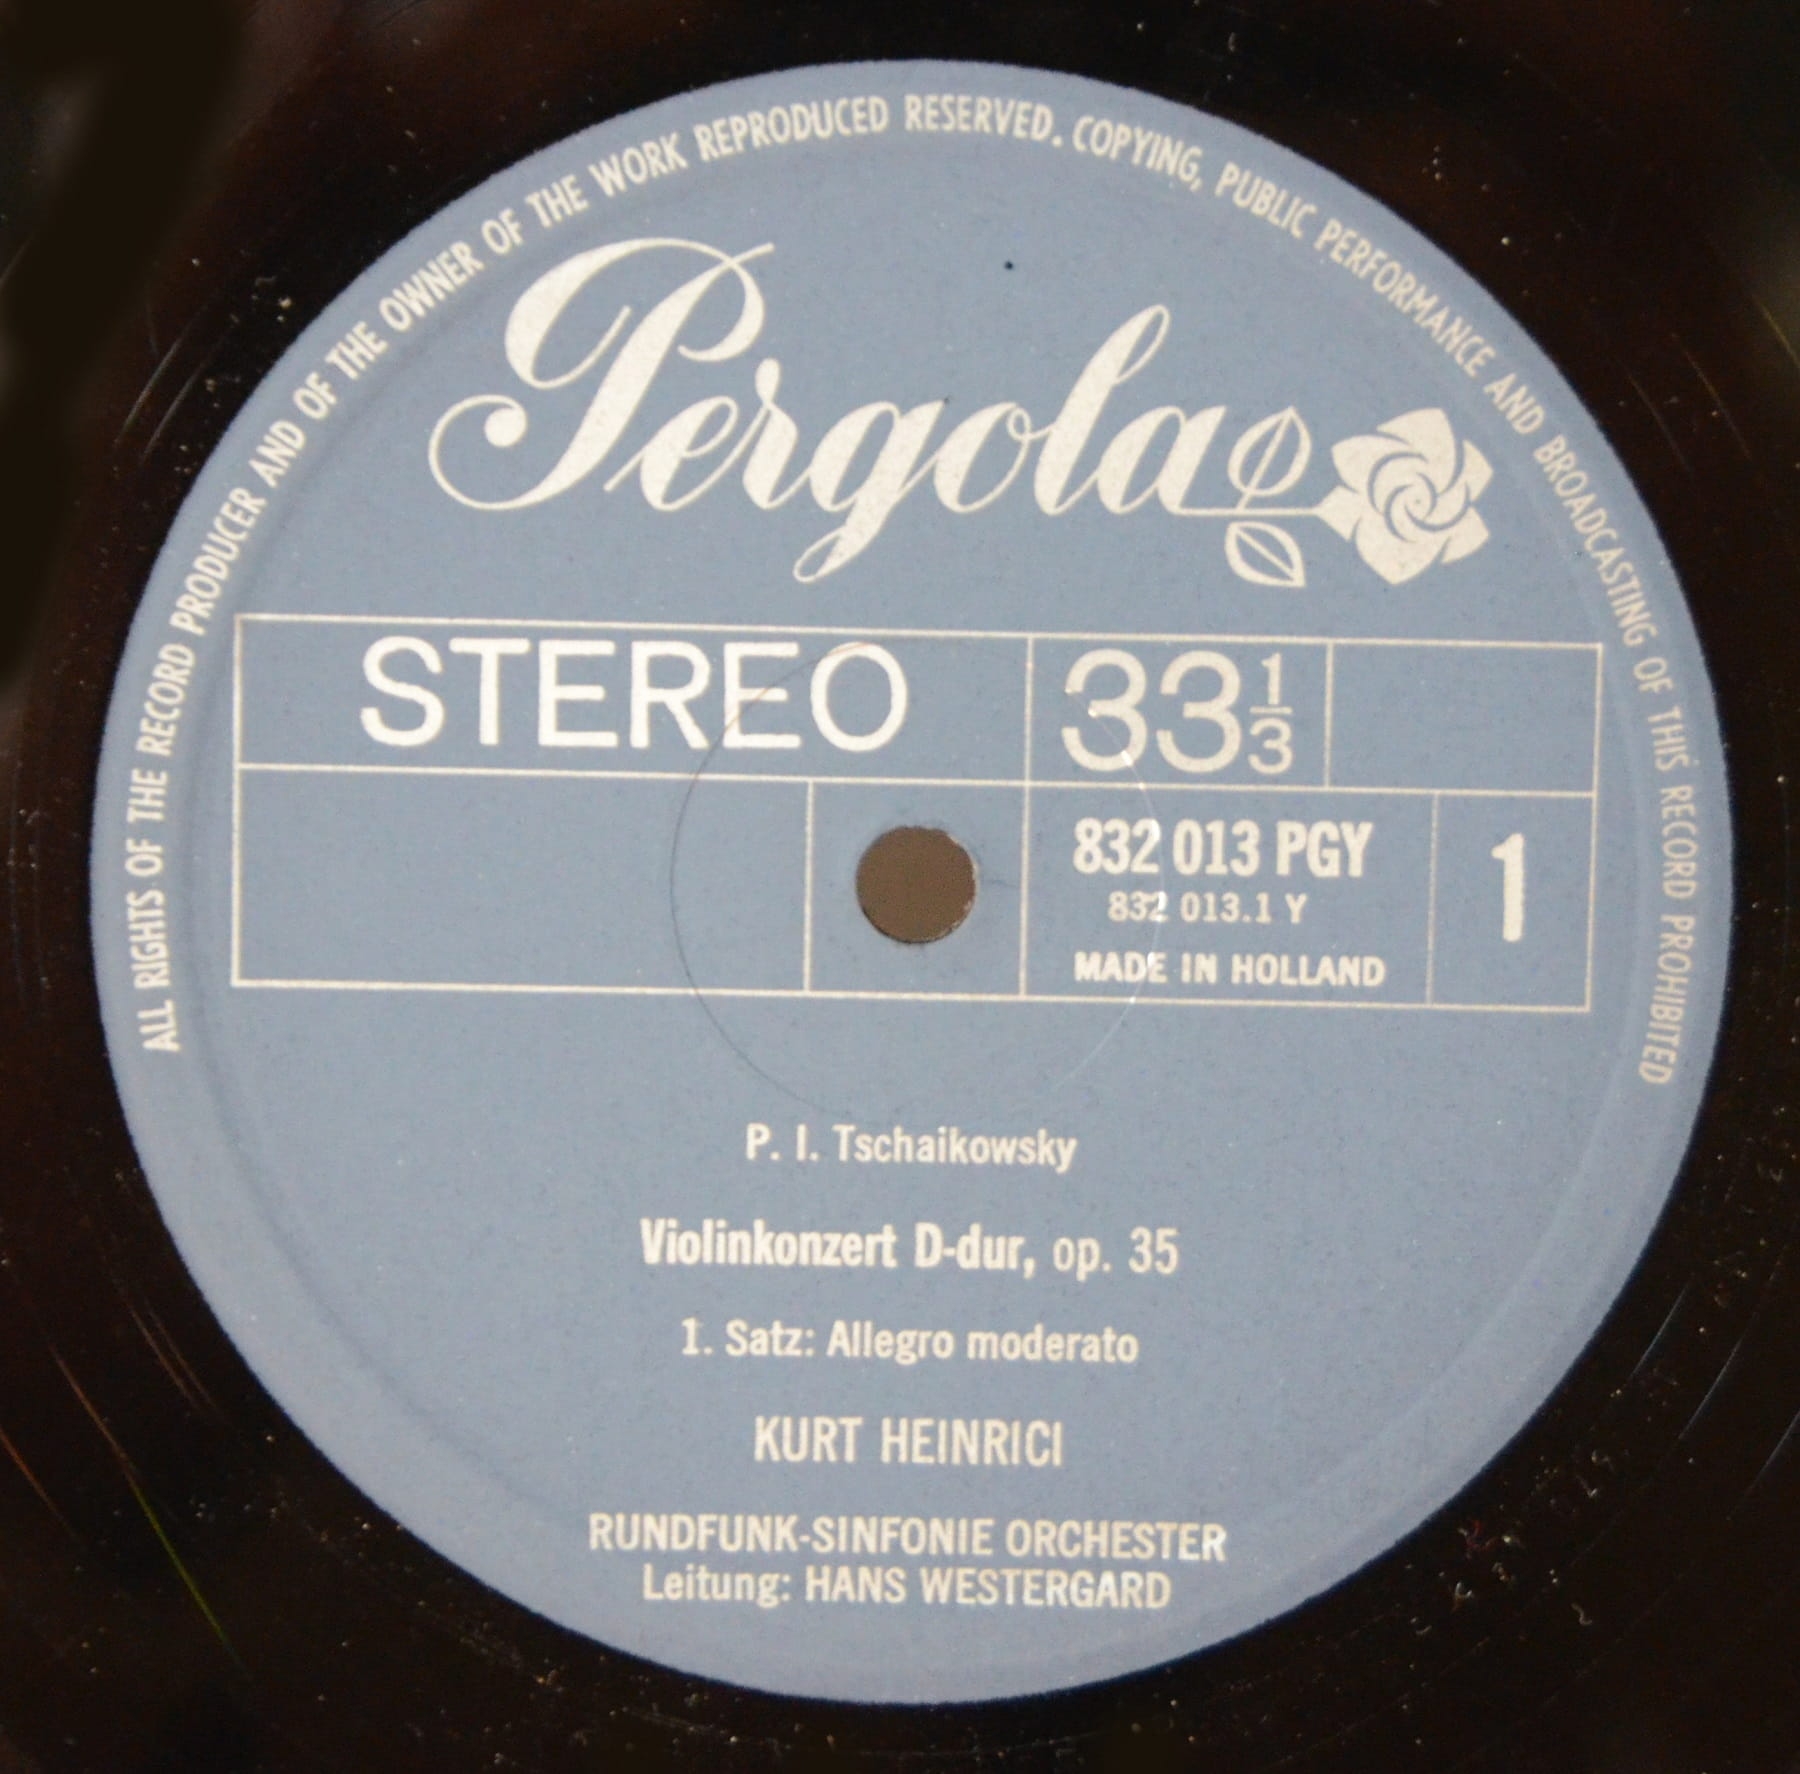 ALL RIGHTS OF THE RECORD PRODUCER AND OF THE OWNER OF THE WORK REPRODUCED RESERVED. COPYING, PUBLIC PERFORMANCE AND BROADCASTING OF THIS RECORD PROHIBITED
Pergola
STEREO 33 1/3
832 013 PGY 1
832 013.1 Y
MADE IN HOLLAND
P. I. Tschaikowsky
Violinkonzert D-dur, op. 35
1. Satz: Allegro moderato
KURT HEINRICI
RUNDFUNK-SINFONIE ORCHESTER
Leitung: HANS WESTERGARD